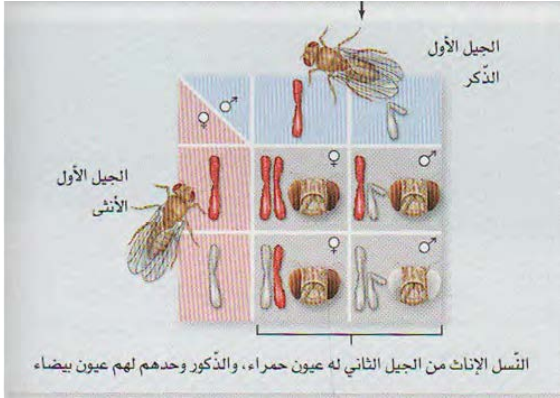 الجيل الأول
الذّكر
♂
♀
الجيل الأول
الأنثى
♀
♂
♀
♂
النّسل الإناث من الجيل الثاني له عيون حمراء، والذّكور وحدهم لهم عيون بيضاء